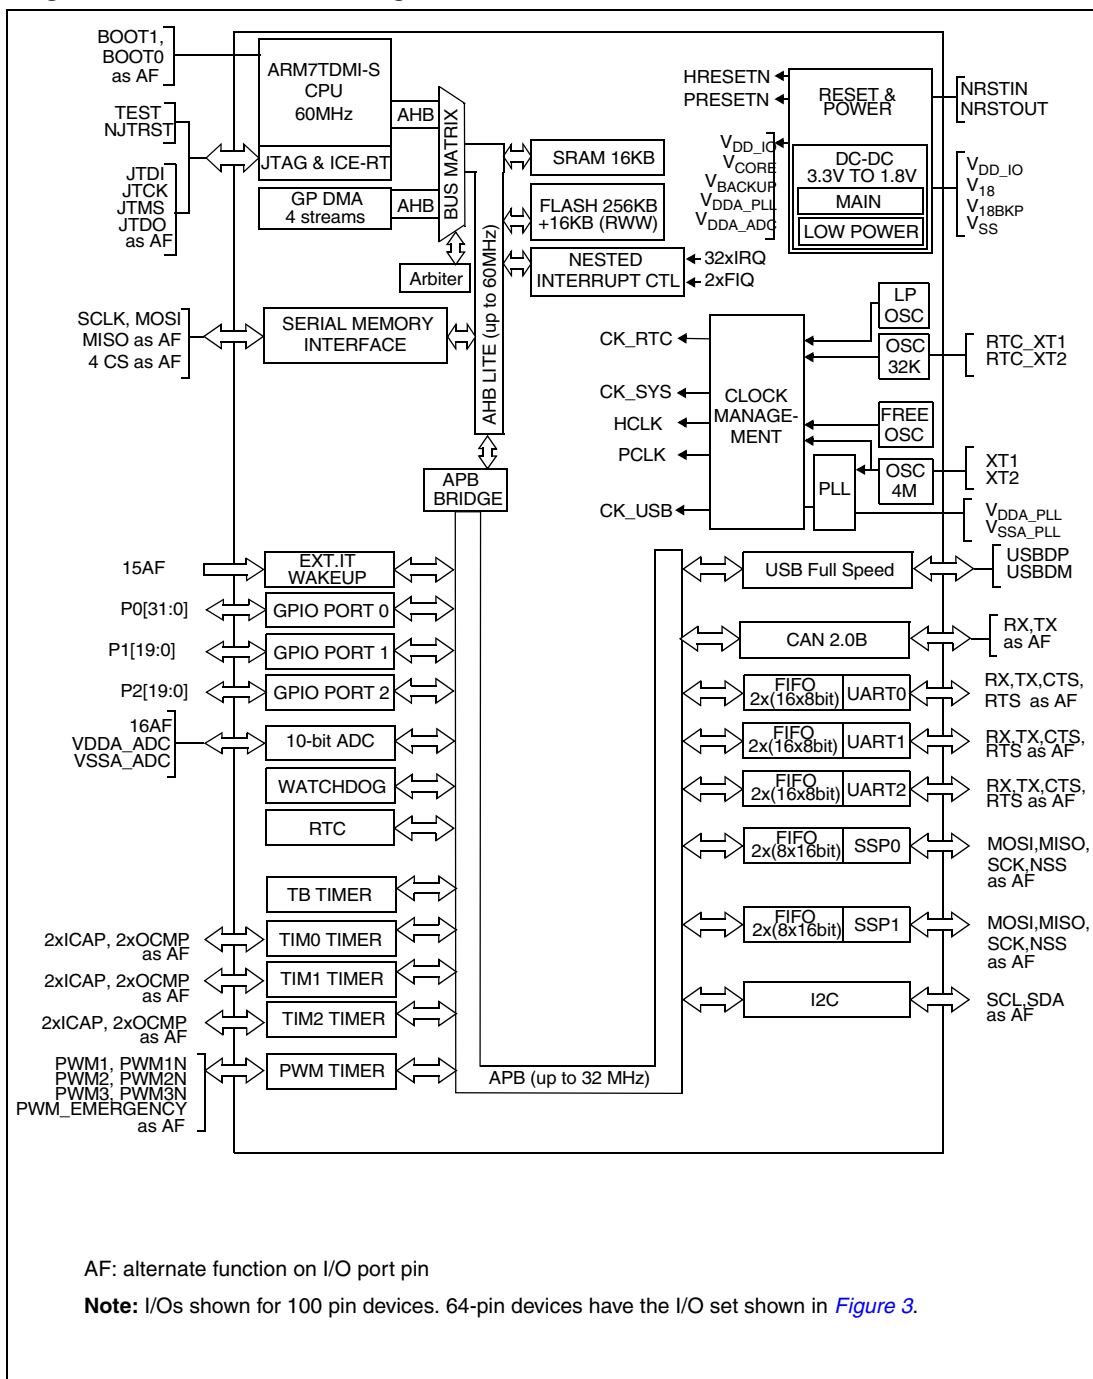 BOOT1,
BOOT0
as AF
TEST
NJTRST
JTDI
JTCK
JTMS
JTDO
as AF
ARM7TDMI-S
CPU
60MHz
JTAG & ICE-RT
GP DMA
4 streams
AHB
AHB
BUS MATRIX
Arbiter
SCLK, MOSI
MISO as AF
4 CS as AF
SERIAL MEMORY
INTERFACE
AHB LITE (up to 60MHz)
SRAM 16KB
FLASH 256KB
+16KB (RWW)
NESTED
INTERRUPT CTL
32xIRQ
2xFIQ
HRESETN
PRESETN
VDD_IO
VCORE
VBACKUP
VDDA_PLL
VDDA_ADC
RESET &
POWER
DC-DC
3.3V TO 1.8V
MAIN
LOW POWER
NRSTIN
NRSTOUT
VDD_IO
V18
V18BKP
VSS
CK_RTC
CK_SYS
HCLK
PCLK
CK_USB
CLOCK
MANAGE-
MENT
LP
OSC
OSC
32K
FREE
OSC
OSC
4M
PLL
RTC_XT1
RTC_XT2
XT1
XT2
VDDA_PLL
VSSA_PLL
APB
BRIDGE
15AF
EXT.IT
WAKEUP
P0[31:0]
GPIO PORT 0
P1[19:0]
GPIO PORT 1
P2[19:0]
GPIO PORT 2
16AF
VDDA_ADC
VSSA_ADC
10-bit ADC
WATCHDOG
RTC
TB TIMER
2xICAP, 2xOCMP
as AF
TIM0 TIMER
2xICAP, 2xOCMP
as AF
TIM1 TIMER
2xICAP, 2xOCMP
as AF
TIM2 TIMER
PWM1, PWM1N
PWM2, PWM2N
PWM3, PWM3N
PWM_EMERGENCY
as AF
PWM TIMER
APB (up to 32 MHz)
USB Full Speed
USBDP
USBDM
CAN 2.0B
RX,TX
as AF
FIFO
2x(16x8bit)
UART0
RX,TX,CTS,
RTS as AF
FIFO
2x(16x8bit)
UART1
RX,TX,CTS,
RTS as AF
FIFO
2x(16x8bit)
UART2
RX,TX,CTS,
RTS as AF
FIFO
2x(8x16bit)
SSP0
MOSI,MISO,
SCK,NSS
as AF
FIFO
2x(8x16bit)
SSP1
MOSI,MISO,
SCK,NSS
as AF
I2C
SCL,SDA
as AF
AF: alternate function on I/O port pin
Note: I/Os shown for 100 pin devices. 64-pin devices have the I/O set shown in Figure 3.